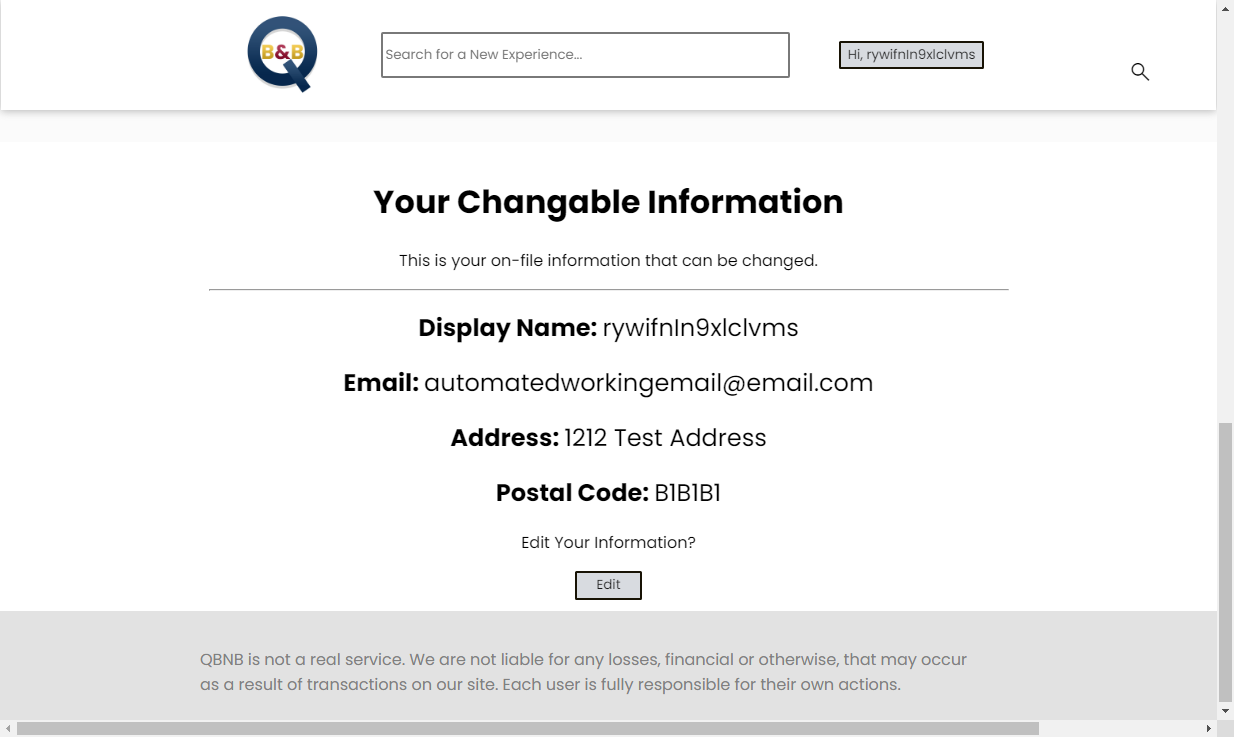 B&B
Search for a New Experience...
Hi, rywifnIn9xlclvms
Your Changable Information
This is your on-file information that can be changed.
Display Name: rywifnIn9xlclvms
Email: automatedworkingemail@email.com
Address: 1212 Test Address
Postal Code: B1B1B1
Edit Your Information?
Edit
QBNB is not a real service. We are not liable for any losses, financial or otherwise, that may occur
as a result of transactions on our site. Each user is fully responsible for their own actions.